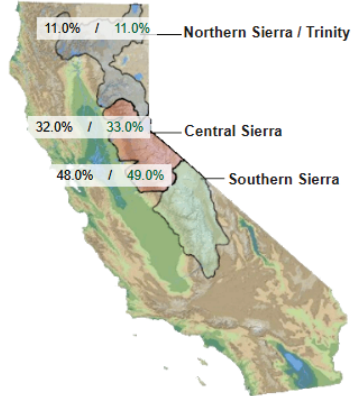 11.0% / 11.0% Northern Sierra / Trinity
32.0% / 33.0% Central Sierra
48.0% / 49.0% Southern Sierra